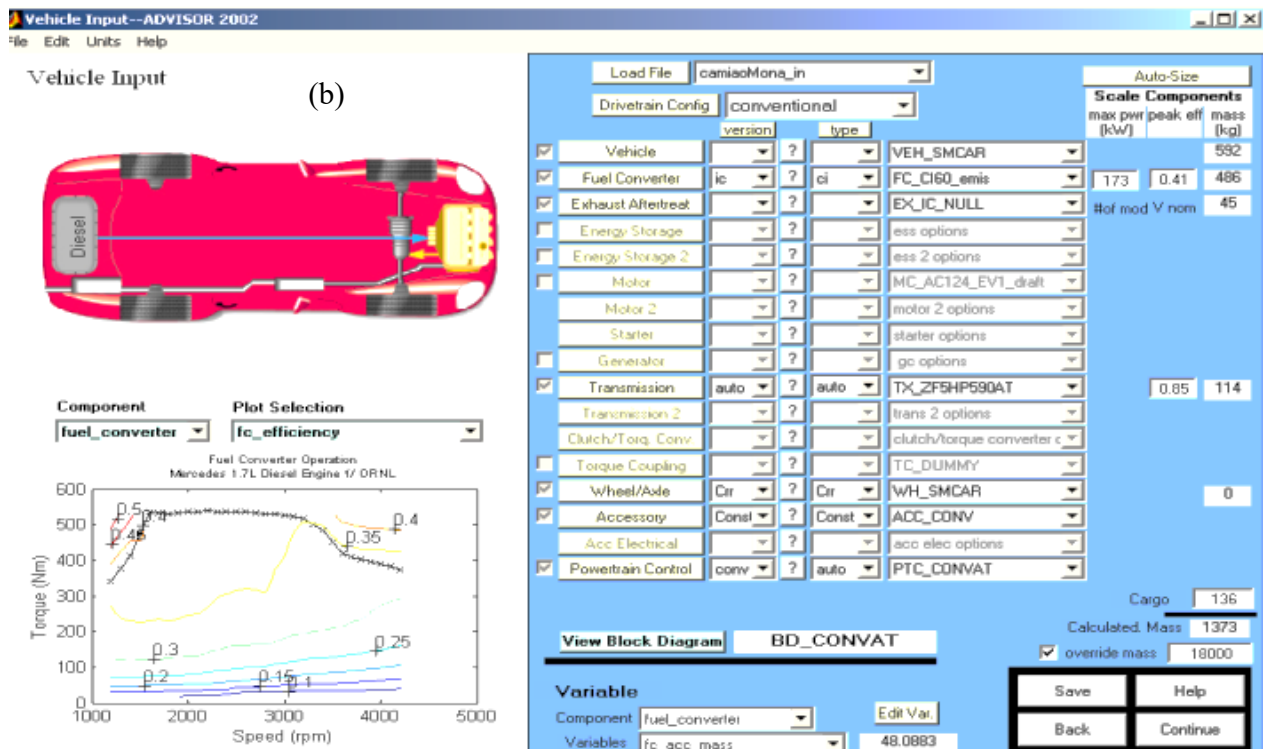 Vehicle Input--ADVISOR 2002
File Edit Units Help
Vehicle Input
(b)
Diesel
Component Plot Selection
fuel_converter fc_efficiency
Fuel Converter Operation
Mercedes 1.7L Diesel Engine f/ ORNL
600
500
400
300
200
100
0
Torque (Nm)
0.5
0.45
0.4
0.4
0.35
0.3
0.25
0.2
0.15
0.1
1000 2000 3000 4000 5000
Speed (rpm)
Load File camiaoMona_in
Drivetrain Config conventional
version type
Auto-Size
Scale Components
max pwr (kW) peak eff mass (kg)
Vehicle ? VEH_SMCAR 592
Fuel Converter ic ? ci FC_CI60_emis 173 0.41 486
Exhaust Aftertreat ? EX_IC_NULL #of mod V nom 45
Energy Storage ? ess options
Energy Storage 2 ? ess 2 options
Motor ? MC_AC124_EV1_draft
Motor 2 ? motor 2 options
Starter ? starter options
Generator ? gc options
Transmission auto ? auto TX_ZF5HP590AT 0.85 114
Transmission 2 ? trans 2 options
Clutch/Torq. Conv ? clutch/torque converter c
Torque Coupling ? TC_DUMMY
Wheel/Axle Crr ? Crr WH_SMCAR 0
Accessory Const ? Const ACC_CONV
Acc Electrical ? acc elec options
Powertrain Control conv ? auto PTC_CONVAT
Cargo 136
Calculated. Mass 1373
override mass 18000
View Block Diagram BD_CONVAT
Variable
Component fuel_converter Edit Var.
Variables fc_acc_mass 48.0883
Save Help
Back Continue